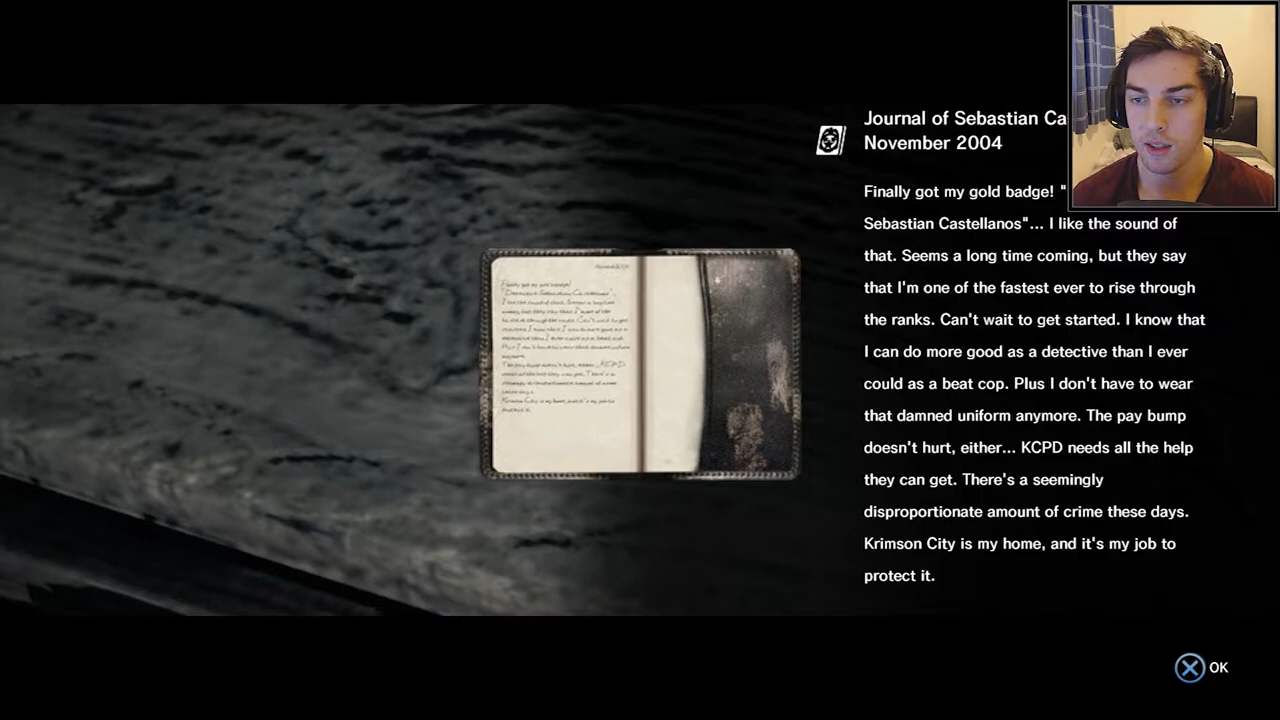 Journal of Sebastian Ca
November 2004
Finally got my gold badge! "
Sebastian Castellanos"... I like the sound of
that. Seems a long time coming, but they say
that I'm one of the fastest ever to rise through
the ranks. Can't wait to get started. I know that
I can do more good as a detective than I ever
could as a beat cop. Plus I don't have to wear
that damned uniform anymore. The pay bump
doesn't hurt, either... KCPD needs all the help
they can get. There's a seemingly
disproportionate amount of crime these days.
Krimson City is my home, and it's my job to
protect it.
OK